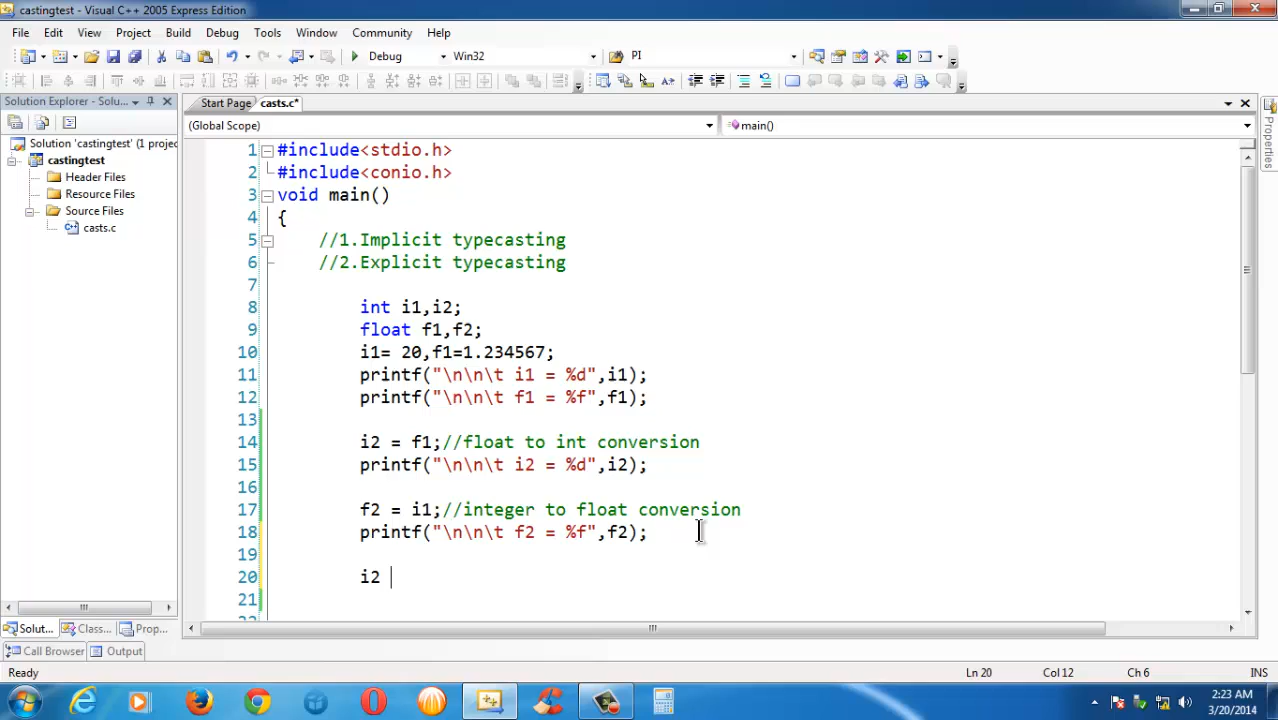 castingtest - Visual C++ 2005 Express Edition
File Edit View Project Build Debug Tools Window Community Help
Debug Win32 PI
Solution Explorer - Solu... Start Page casts.c*
(Global Scope) main()
Solution 'castingtest' (1 projec
castingtest
Header Files
Resource Files
Source Files
casts.c
1 #include<stdio.h>
2 #include<conio.h>
3 void main()
4 {
5 //1.Implicit typecasting
6 //2.Explicit typecasting
7
8 int i1,i2;
9 float f1,f2;
10 i1= 20,f1=1.234567;
11 printf("\n\n\t i1 = %d",i1);
12 printf("\n\n\t f1 = %f",f1);
13
14 i2 = f1;//float to int conversion
15 printf("\n\n\t i2 = %d",i2);
16
17 f2 = i1;//integer to float conversion
18 printf("\n\n\t f2 = %f",f2);
19
20 i2
21
Solut... Class... Prop...
Call Browser Output
Ready Ln 20 Col 12 Ch 6 INS
2:23 AM
3/20/2014
Properties